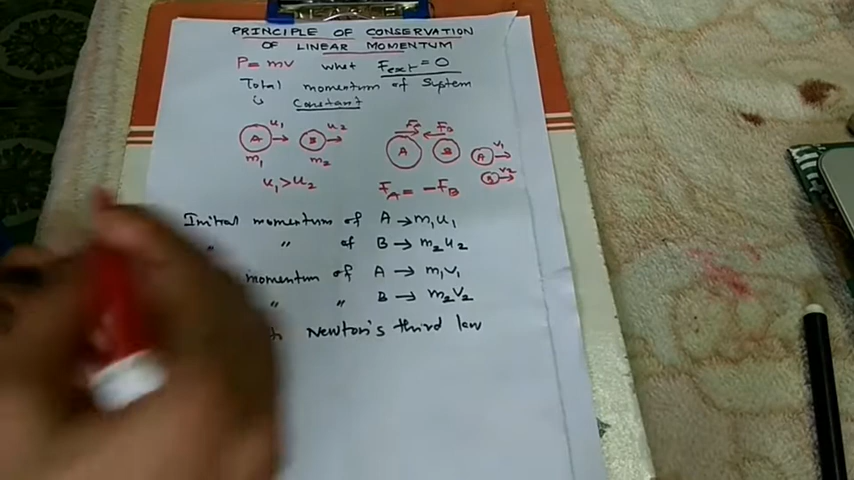 PRINCIPLE OF CONSERVATION
OF LINEAR MOMENTUM
P = mv when Fext = 0
Total momentum of System
is constant
A u₁ B u₂
m₁ m₂
u₁ > u₂
FA FB
A B
A v₁
B v₂
FA = -FB
Initial momentum of A → m₁u₁
" " of B → m₂u₂
momentum of A → m₁v₁
" " B → m₂v₂
Newton's third law